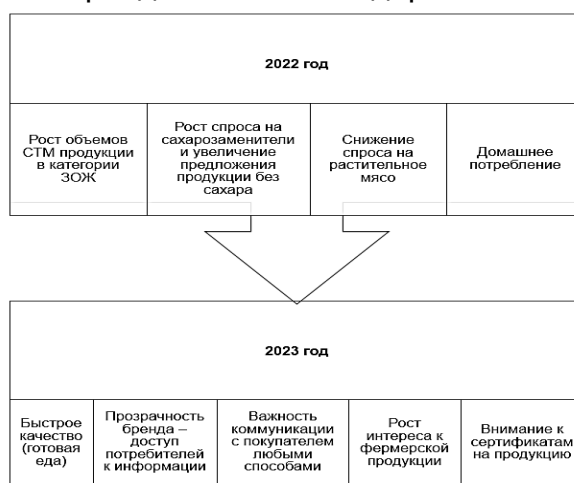 2022 год
Рост объемов
СТМ продукции
в категории
ЗОЖ
Рост спроса на
сахарозаменители
и увеличение
предложения
продукции без
сахара
Снижение
спроса на
растительное
мясо
Домашнее
потребление
2023 год
Быстрое
качество
(готовая
еда)
Прозрачность
бренда –
доступ
потребителей
к информации
Важность
коммуникации
с покупателем
любыми
способами
Рост
интереса к
фермерской
продукции
Внимание к
сертификатам
на продукцию